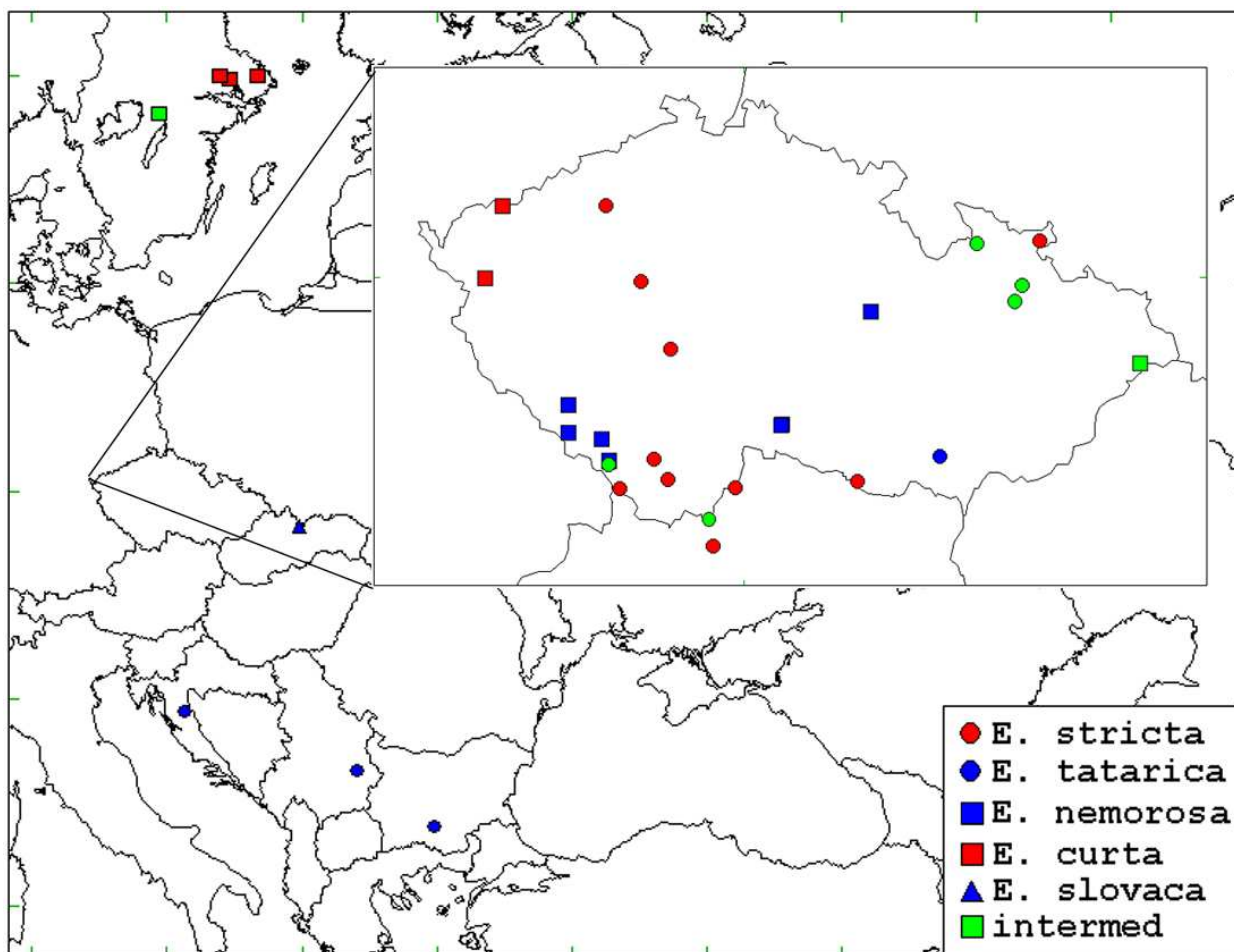 E. stricta
E. tatarica
E. nemorosa
E. curta
E. slovaca
intermed